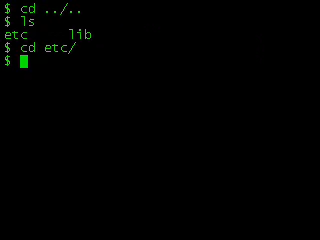 $ cd ../..
$ ls
etc     lib
$ cd etc/
$